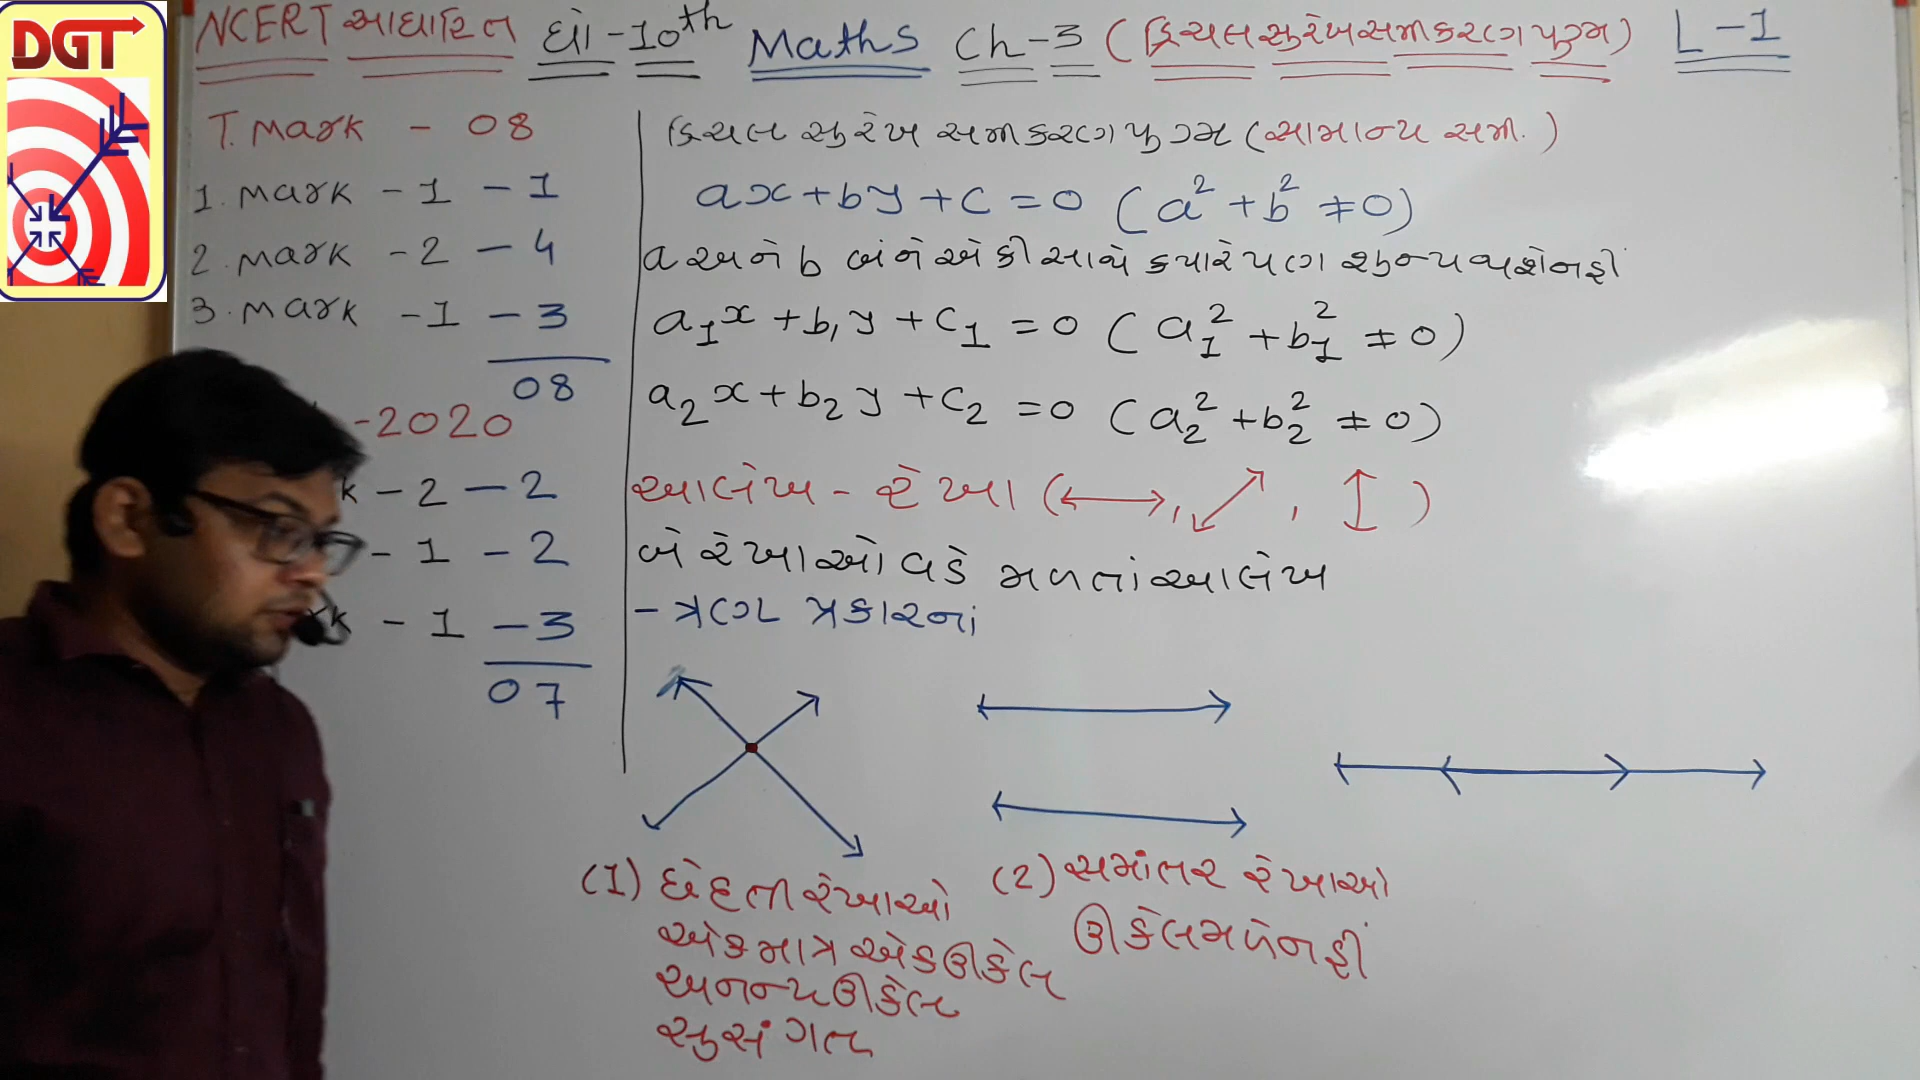 DGT
NCERT આધારિત ધો-10th Maths Ch-3 (દ્વિચલ સુરેખ સમીકરણ યુગ્મ) L-1
T. Mark - 08
1. Mark - 1 - 1
2. Mark - 2 - 4
3. Mark - 1 - 3
08
-2020
k - 2 - 2
- 1 - 2
rk - 1 - 3
07
દ્વિચલ સુરેખ સમીકરણ યુગ્મ (સામાન્ય સમી.)
ax + by + c = 0 (a² + b² ≠ 0)
a અને b બંને એકી સાથે ક્યારેપણ શૂન્ય થશે નહીં
a₁x + b₁y + c₁ = 0 (a₁² + b₁² ≠ 0)
a₂x + b₂y + c₂ = 0 (a₂² + b₂² ≠ 0)
આલેખ - રેખા (↔, ⤢, ↕)
બે રેખાઓ વડે મળતાં આલેખ
- ત્રણ પ્રકારનાં
(1) છેદતી રેખાઓ
એકમાત્ર એક ઊકેલ
અનન્ય ઊકેલ
સુસંગત
(2) સમાંતર રેખાઓ
ઊકેલ મળે નહીં